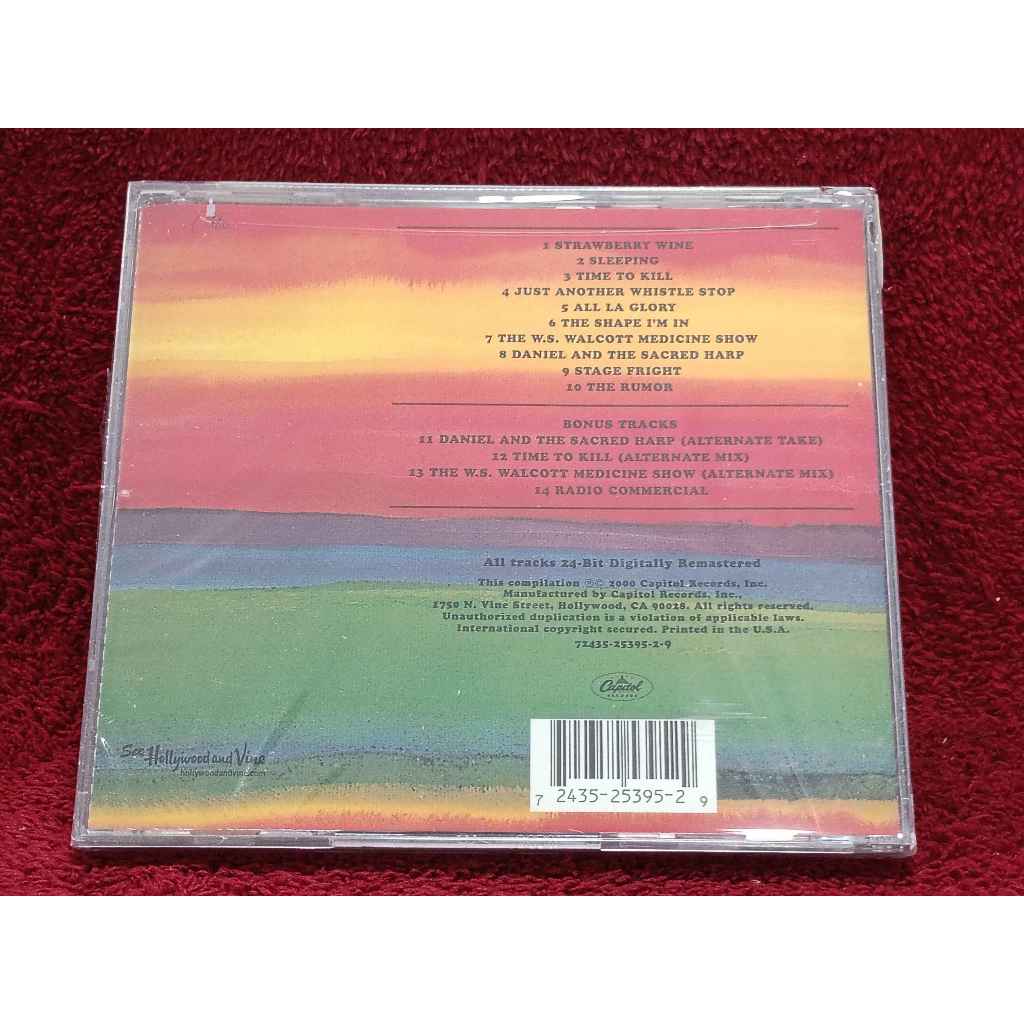 1 STRAWBERRY WINE
2 SLEEPING
3 TIME TO KILL
4 JUST ANOTHER WHISTLE STOP
5 ALL LA GLORY
6 THE SHAPE I'M IN
7 THE W.S. WALCOTT MEDICINE SHOW
8 DANIEL AND THE SACRED HARP
9 STAGE FRIGHT
10 THE RUMOR
BONUS TRACKS
11 DANIEL AND THE SACRED HARP (ALTERNATE TAKE)
12 TIME TO KILL (ALTERNATE MIX)
13 THE W.S. WALCOTT MEDICINE SHOW (ALTERNATE MIX)
14 RADIO COMMERCIAL
All tracks 24-Bit Digitally Remastered
This compilation ℗© 2000 Capitol Records, Inc.
Manufactured by Capitol Records, Inc.,
1750 N. Vine Street, Hollywood, CA 90028. All rights reserved.
Unauthorized duplication is a violation of applicable laws.
International copyright secured. Printed in the U.S.A.
72435-25395-2-9
Capitol
RECORDS
See Hollywood and Vine
hollywoodandvine.com
7 2435-25395-2 9